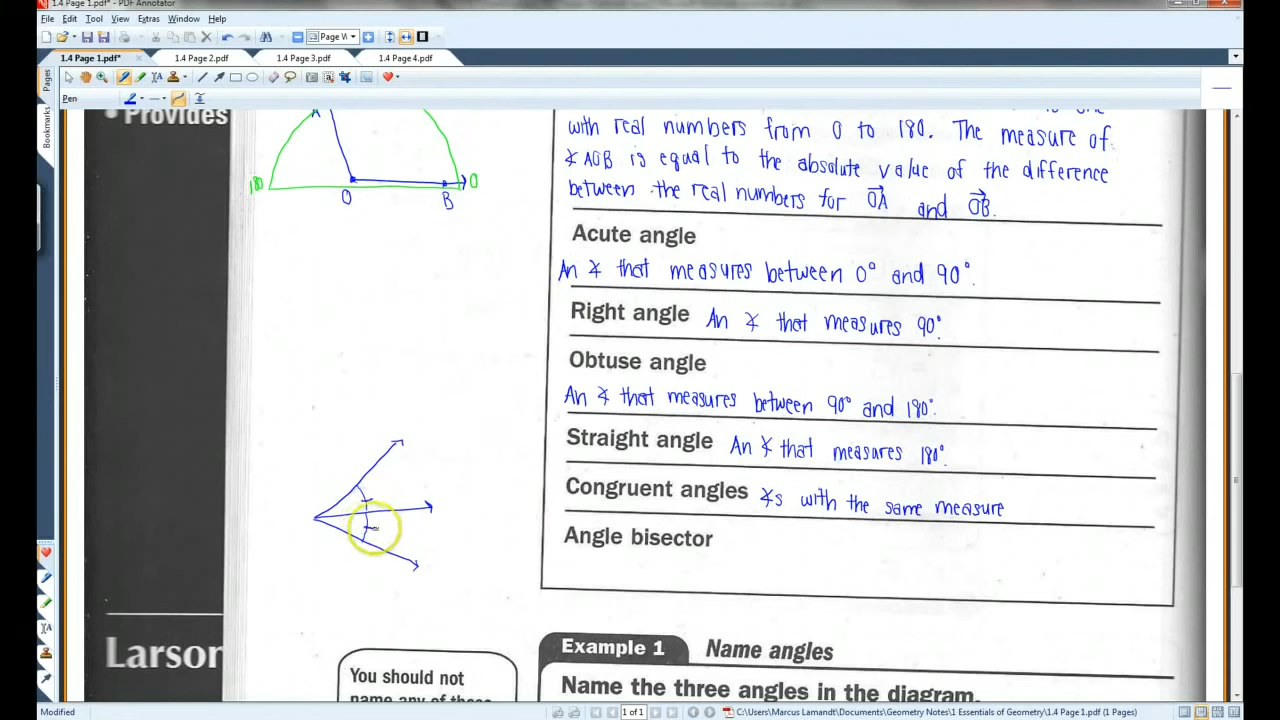 1.4 Page 1.pdf* - PDF Annotator
File Edit Tool View Extras Window Help
1.4 Page 1.pdf* 1.4 Page 2.pdf 1.4 Page 3.pdf 1.4 Page 4.pdf
Pen
Pages
Bookmarks
• Provides
A
180 0
O B
with real numbers from 0 to 180. The measure of
∡AOB is equal to the absolute value of the difference
between the real numbers for OA and OB.
Acute angle
An ∡ that measures between 0° and 90°.
Right angle An ∡ that measures 90°.
Obtuse angle
An ∡ that measures between 90° and 180°.
Straight angle An ∡ that measures 180°.
Congruent angles ∡s with the same measure
Angle bisector
Larson
You should not
name any of these
Example 1 Name angles
Name the three angles in the diagram.
Modified
1 of 1
C:\Users\Marcus Lamandt\Documents\Geometry Notes\1 Essentials of Geometry\1.4 Page 1.pdf (1 Pages)